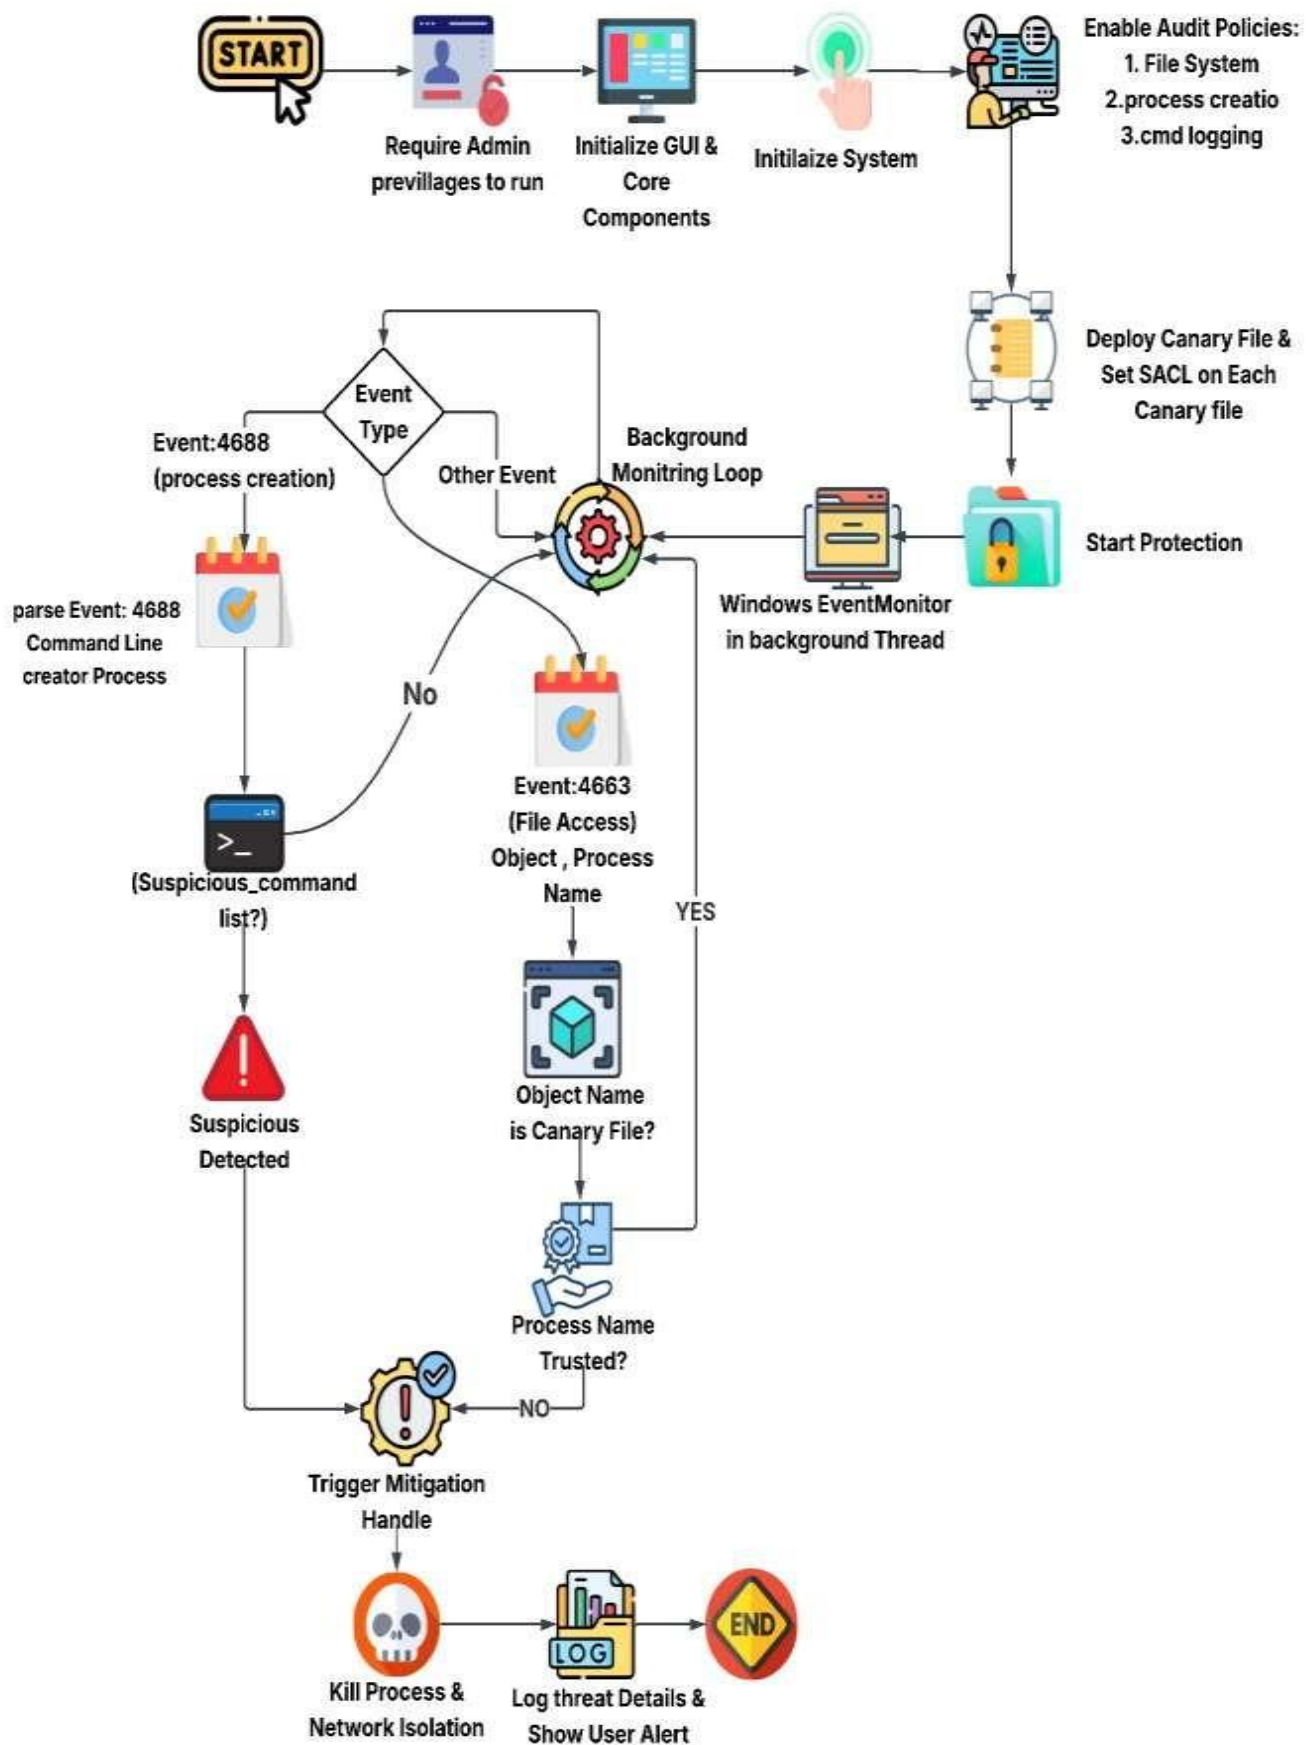 START
Require Admin
previllages to run
Initialize GUI &
Core
Components
Initilaize System
Enable Audit Policies:
1. File System
2.process creatio
3.cmd logging
Deploy Canary File &
Set SACL on Each
Canary file
Start Protection
Windows EventMonitor
in background Thread
Background
Monitring Loop
Event
Type
Other Event
Event:4688
(process creation)
parse Event: 4688
Command Line
creator Process
No
>_
(Suspicious_command
list?)
Suspicious
Detected
Event:4663
(File Access)
Object , Process
Name
Object Name
is Canary File?
YES
Process Name
Trusted?
NO
Trigger Mitigation
Handle
Kill Process &
Network Isolation
LOG
Log threat Details &
Show User Alert
END